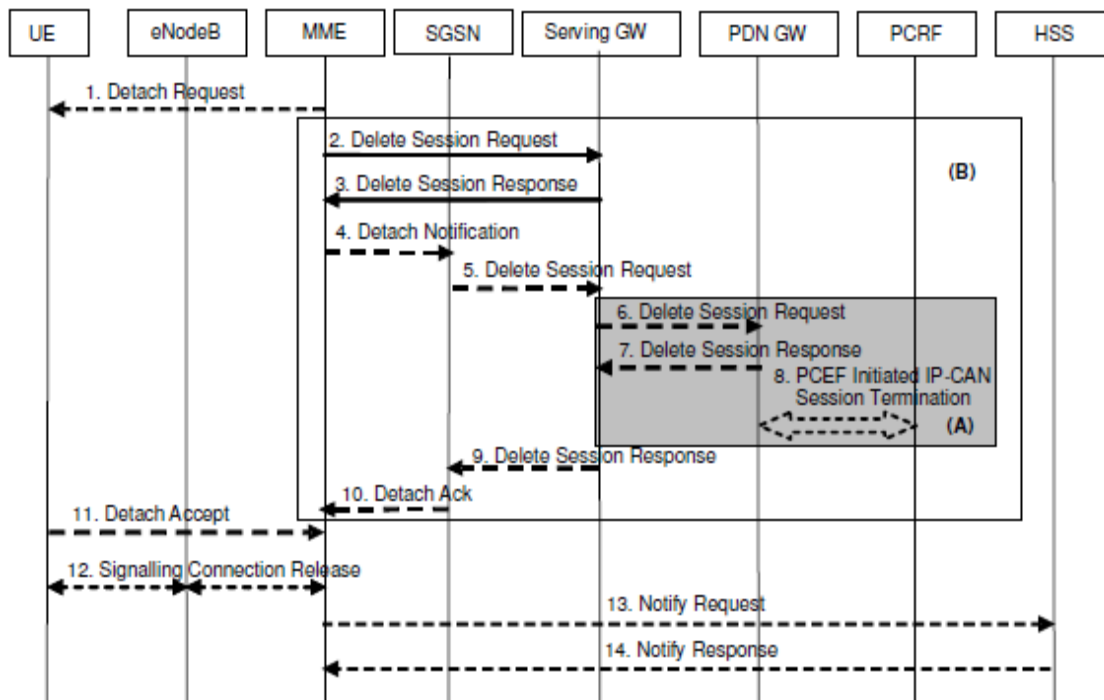 UE eNodeB MME SGSN Serving GW PDN GW PCRF HSS
1. Detach Request
2. Delete Session Request
(B)
3. Delete Session Response
4. Detach Notification
5. Delete Session Request
6. Delete Session Request
7. Delete Session Response
8. PCEF Initiated IP-CAN
Session Termination
(A)
9. Delete Session Response
10. Detach Ack
11. Detach Accept
12. Signalling Connection Release
13. Notify Request
14. Notify Response